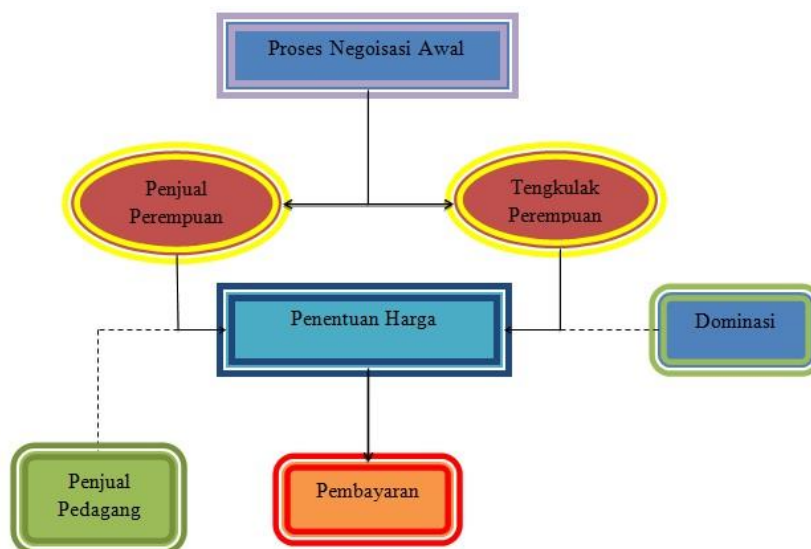 Proses Negoisasi Awal
Penjual
Perempuan
Tengkulak
Perempuan
Penentuan Harga
Dominasi
Penjual
Pedagang
Pembayaran